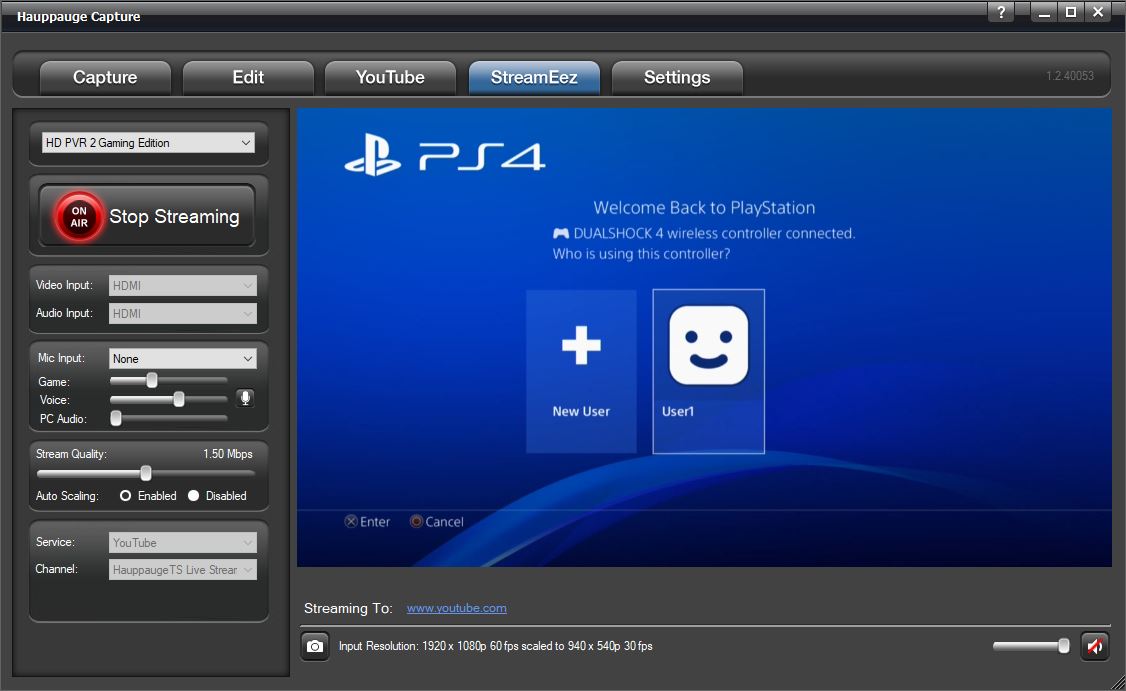 Hauppauge Capture
?
Capture
Edit
YouTube
StreamEez
Settings
1.2.40053
HD PVR 2 Gaming Edition
ON AIR
Stop Streaming
Video Input:
HDMI
Audio Input:
HDMI
Mic Input:
None
Game:
Voice:
PC Audio:
Stream Quality:
1.50 Mbps
Auto Scaling:
Enabled
Disabled
Service:
YouTube
Channel:
HauppaugeTS Live Strear
PS4
Welcome Back to PlayStation
DUALSHOCK 4 wireless controller connected.
Who is using this controller?
New User
User1
Enter
Cancel
Streaming To:
www.youtube.com
Input Resolution: 1920 x 1080p 60 fps scaled to 940 x 540p 30 fps